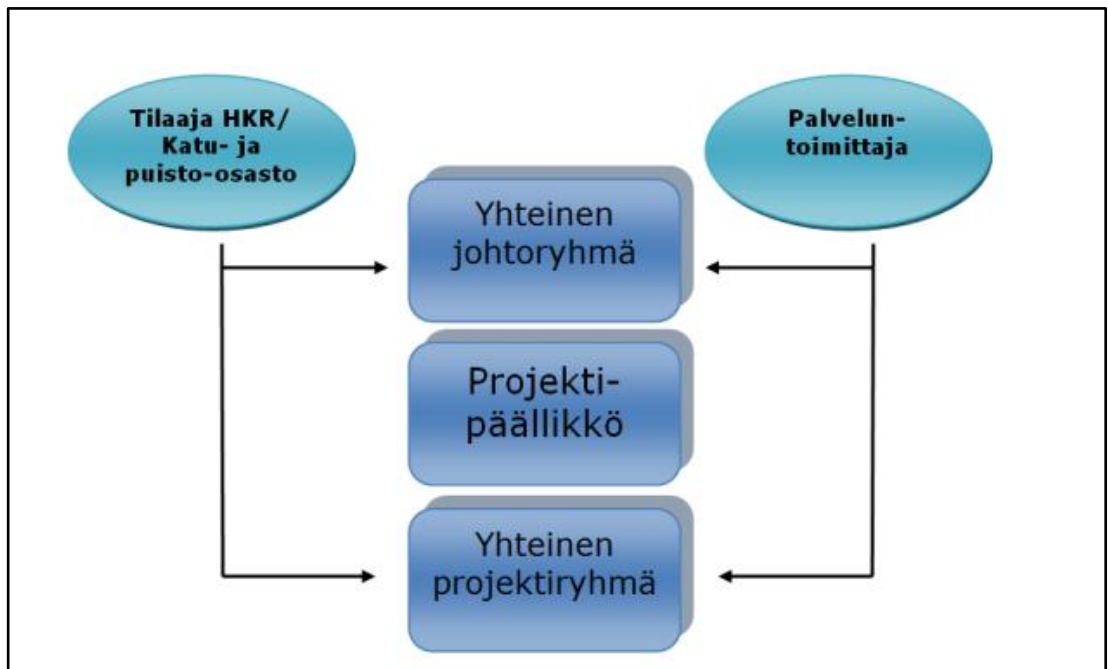 Tilaaja HKR/
Katu- ja
puisto-osasto
Palvelun-
toimittaja
Yhteinen
johtoryhmä
Projekti-
päällikkö
Yhteinen
projektiryhmä